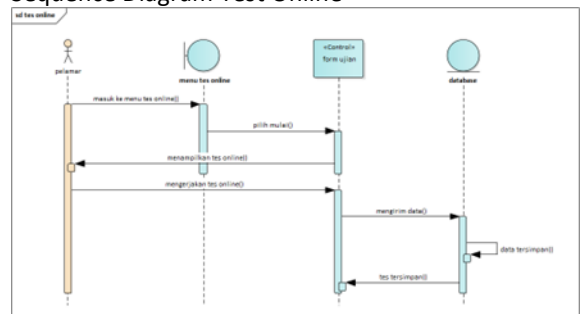 Sequence Diagram Test Online
sd tes online
«Control»
form ujian
pelamar
menu tes online
database
masuk ke menu tes online()
pilih mulai()
menampilkan tes online()
mengerjakan tes online()
mengirim data()
data tersimpan()
tes tersimpan()